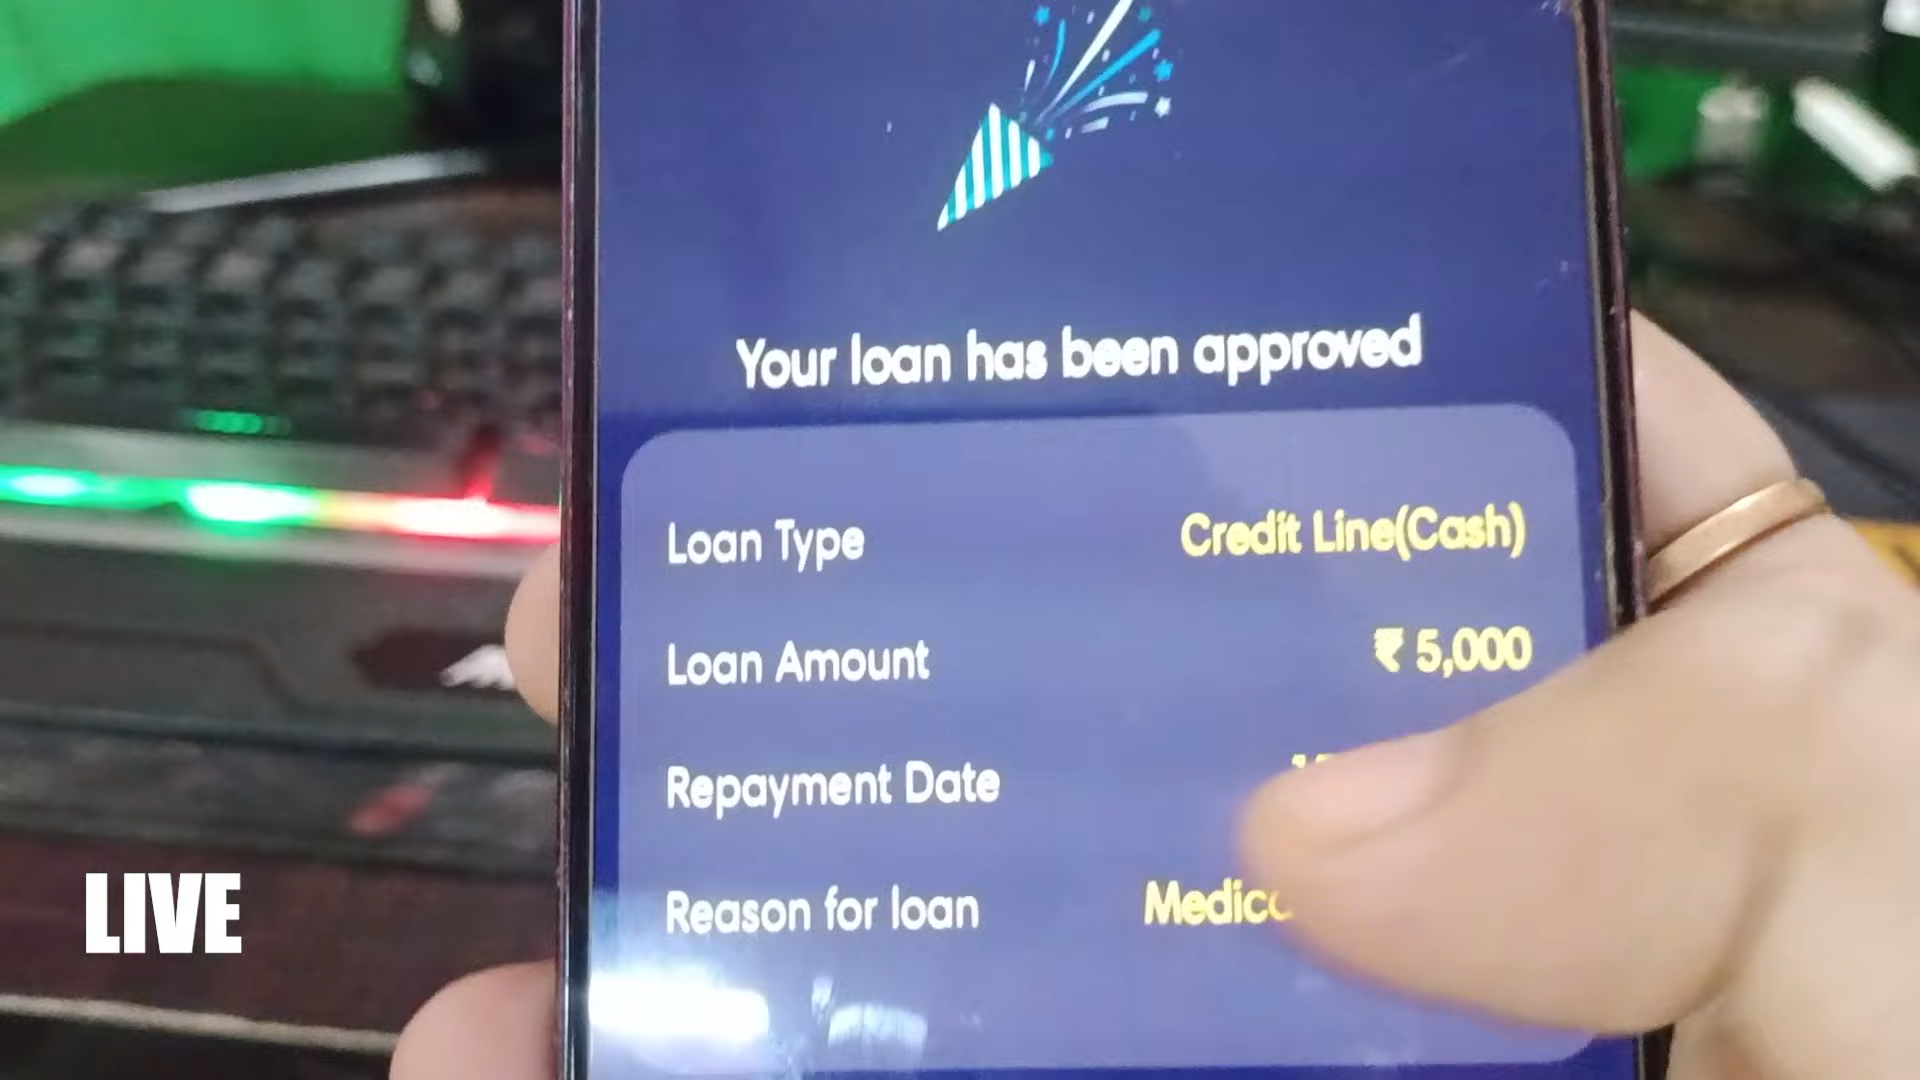 Your loan has been approved
Loan Type Credit Line(Cash)
Loan Amount ₹ 5,000
Repayment Date
Reason for loan
LIVE